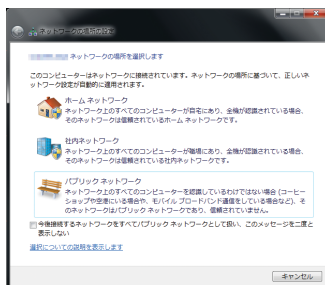 ネットワークの場所の設定
ネットワークの場所を選択します
このコンピューターはネットワークに接続されています。ネットワークの場所に基づいて、正しいネ
ットワーク設定が自動的に適用されます。
ホーム ネットワーク
ネットワーク上のすべてのコンピューターが自宅にあり、全機が認識されている場合、
そのネットワークは信頼されているホーム ネットワークです。
社内ネットワーク
ネットワーク上のすべてのコンピューターが職場にあり、全機が認識されている場合、
そのネットワークは信頼されている社内ネットワークです。
パブリック ネットワーク
ネットワーク上のすべてのコンピューターを認識しているわけではない場合 (コーヒー
ショップや空港にいる場合や、モバイル ブロードバンド通信をしている場合など)、そ
のネットワークはパブリック ネットワークであり、信頼されていません。
今後接続するネットワークをすべてパブリック ネットワークとして扱い、このメッセージを二度と
表示しない
選択についての説明を表示します
キャンセル